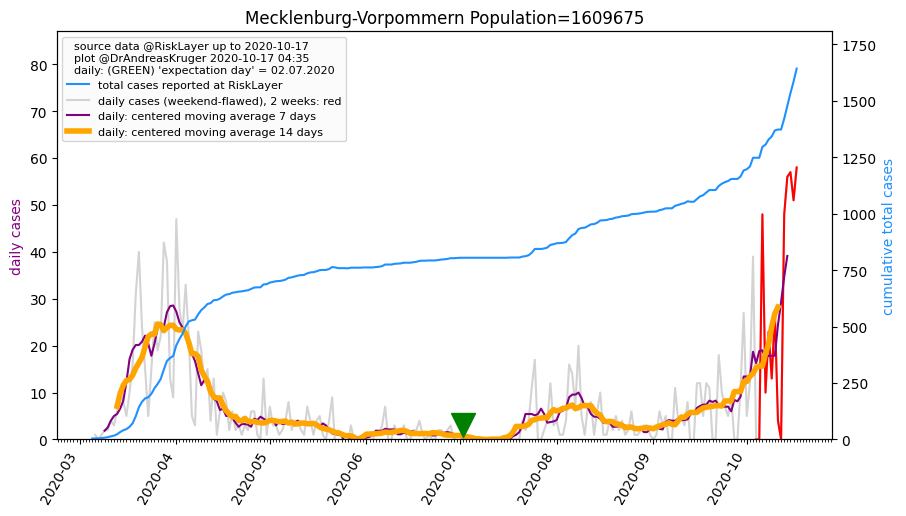 Mecklenburg-Vorpommern Population=1609675
source data @RiskLayer up to 2020-10-17
plot @DrAndreasKruger 2020-10-17 04:35
daily: (GREEN) 'expectation day' = 02.07.2020
total cases reported at RiskLayer
daily cases (weekend-flawed), 2 weeks: red
daily: centered moving average 7 days
daily: centered moving average 14 days
daily cases
80
70
60
50
40
30
20
10
0
1750
1500
1250
1000
750
500
250
0
cumulative total cases
2020-03
2020-04
2020-05
2020-06
2020-07
2020-08
2020-09
2020-10